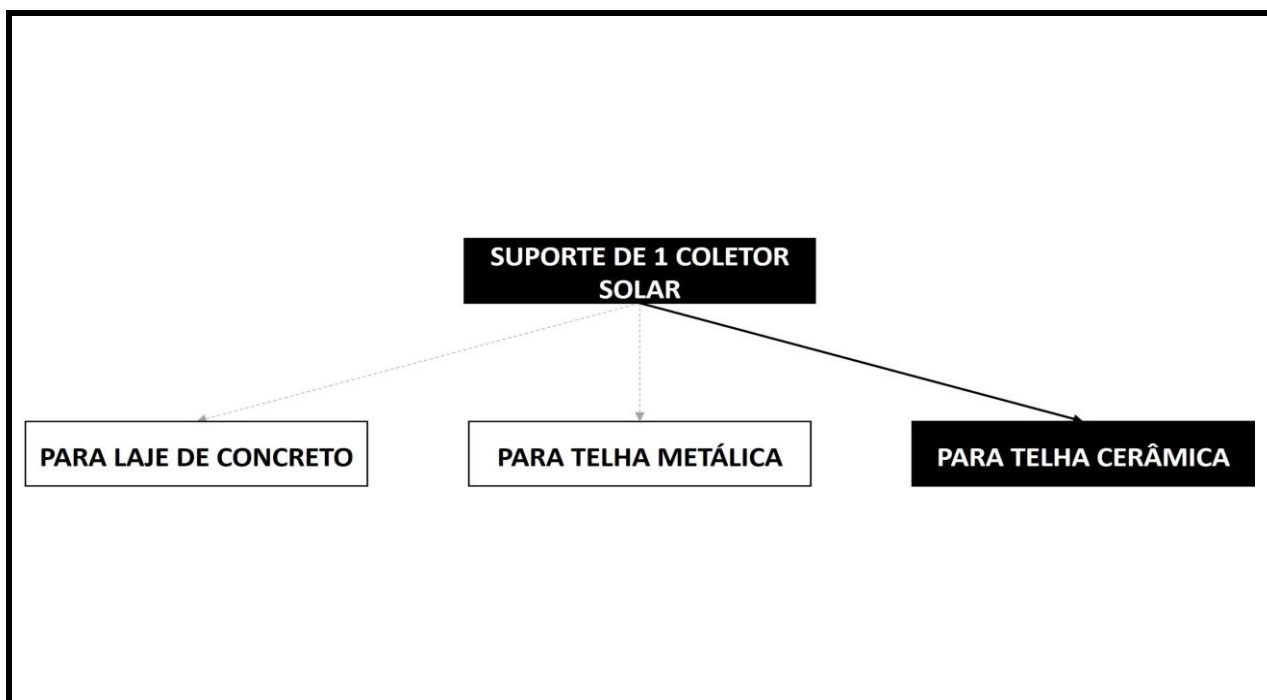 SUPORTE DE 1 COLETOR
SOLAR
PARA LAJE DE CONCRETO
PARA TELHA METÁLICA
PARA TELHA CERÂMICA